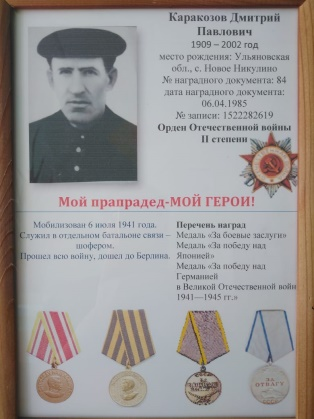 Каракозов Дмитрий
Павлович
1909 – 2002 год
место рождения: Ульяновская
обл., с. Новое Никулино
№ наградного документа: 84
дата наградного документа:
06.04.1985
№ записи: 1522282619
Орден Отечественной войны
II степени
Мой прапрадед-МОЙ ГЕРОЙ!
Мобилизован 6 июля 1941 года.
Служил в отдельном батальоне связи –
шофером.
Прошел всю войну, дошел до Берлина.
Перечень наград
Медаль «За боевые заслуги»
Медаль «За победу над
Японией»
Медаль «За победу над
Германией
в Великой Отечественной войн
1941—1945 гг.»
ЗА
ОТВАГУ